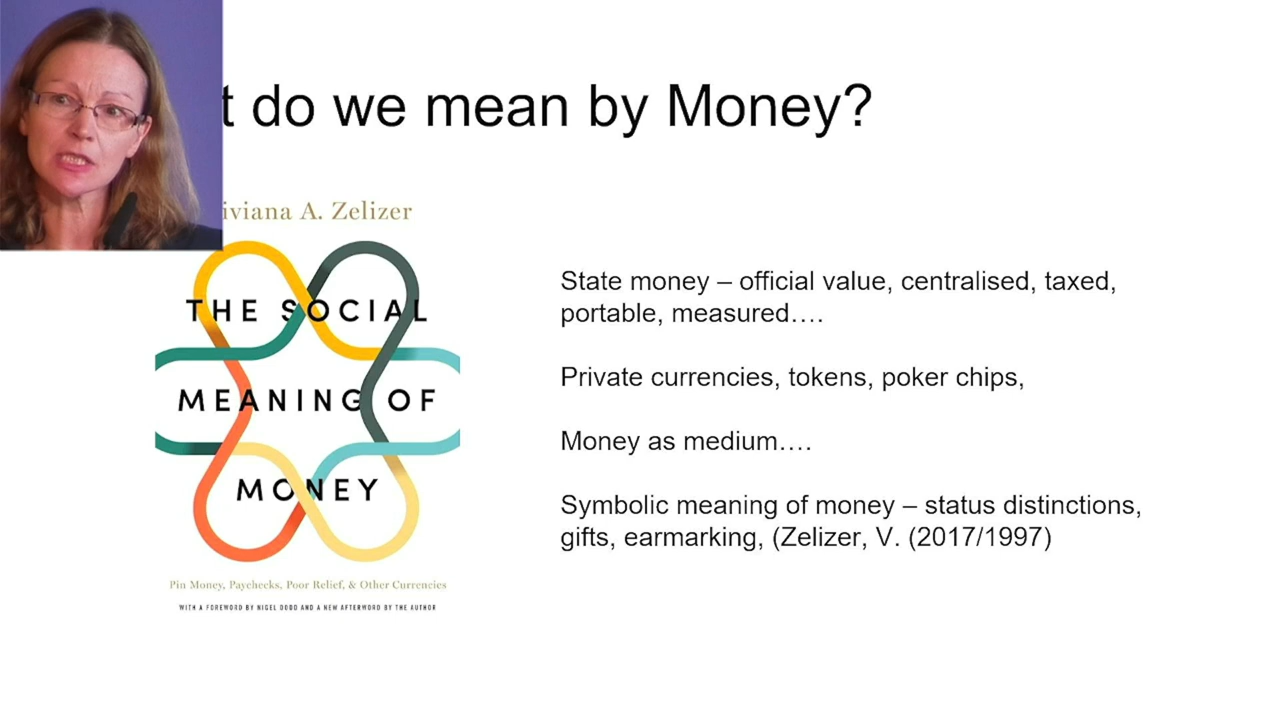 t do we mean by Money?
iviana A. Zelizer
THE SOCIAL
MEANING OF
MONEY
Pin Money, Paychecks, Poor Relief, & Other Currencies
WITH A FOREWORD BY NIGEL DODD AND A NEW AFTERWORD BY THE AUTHOR
State money – official value, centralised, taxed,
portable, measured….
Private currencies, tokens, poker chips,
Money as medium….
Symbolic meaning of money – status distinctions,
gifts, earmarking, (Zelizer, V. (2017/1997)